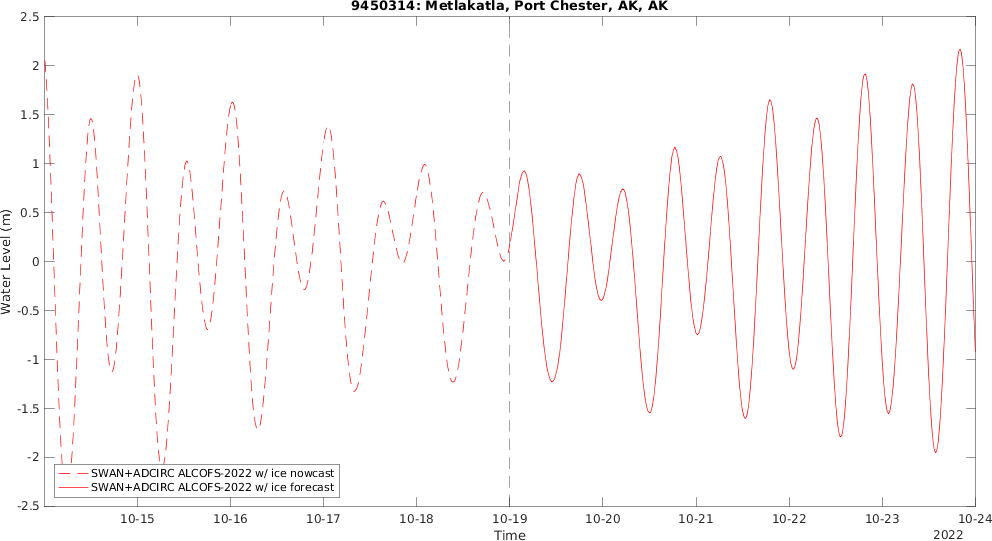 9450314: Metlakatla, Port Chester, AK, AK
2.5
2
1.5
1
0.5
0
-0.5
-1
-1.5
-2
-2.5
Water Level (m)
SWAN+ADCIRC ALCOFS-2022 w/ ice nowcast
SWAN+ADCIRC ALCOFS-2022 w/ ice forecast
10-15 10-16 10-17 10-18 10-19 10-20 10-21 10-22 10-23 10-24
Time
2022